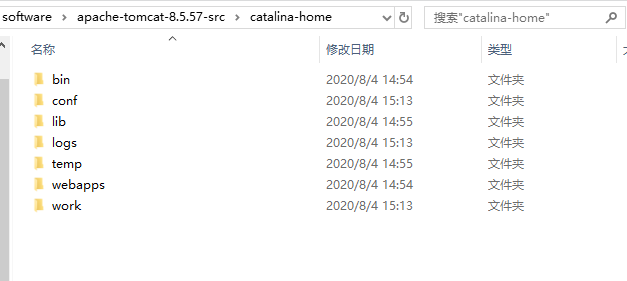 software › apache-tomcat-8.5.57-src › catalina-home 搜索"catalina-home"
名称 修改日期 类型
bin 2020/8/4 14:54 文件夹
conf 2020/8/4 15:13 文件夹
lib 2020/8/4 14:55 文件夹
logs 2020/8/4 15:13 文件夹
temp 2020/8/4 14:55 文件夹
webapps 2020/8/4 14:54 文件夹
work 2020/8/4 15:13 文件夹